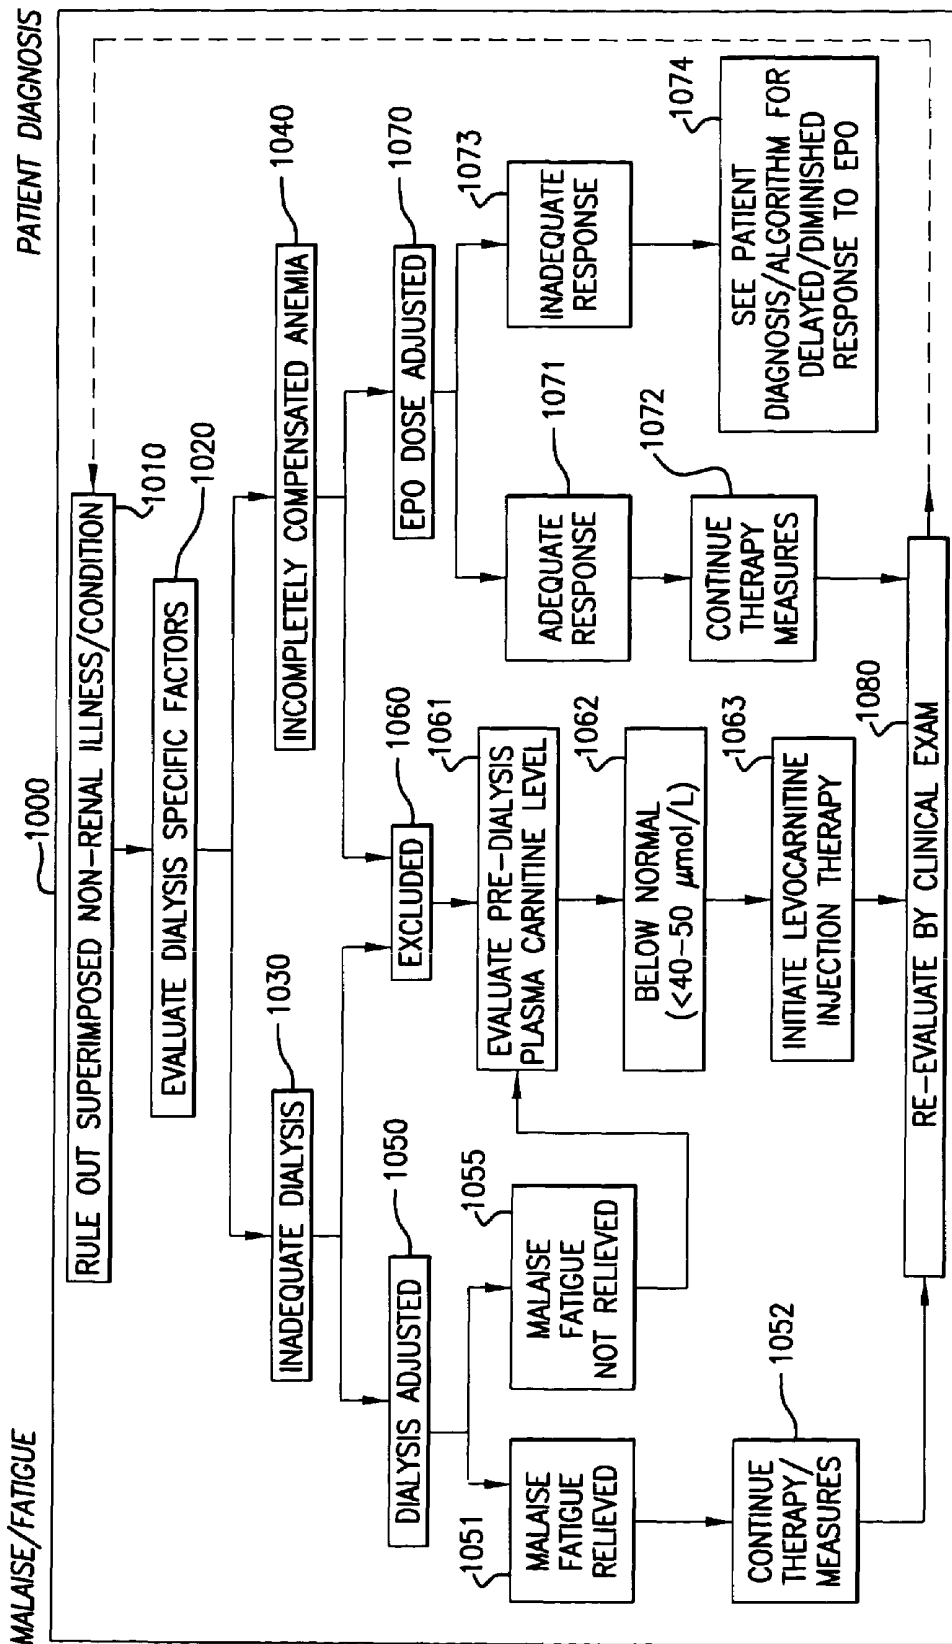 MALAISE/FATIGUE
PATIENT DIAGNOSIS
1000
RULE OUT SUPERIMPOSED NON-RENAL ILLNESS/CONDITION
1010
EVALUATE DIALYSIS SPECIFIC FACTORS
1020
INADEQUATE DIALYSIS
1030
INCOMPLETELY COMPENSATED ANEMIA
1040
DIALYSIS ADJUSTED
1050
EXCLUDED
1060
EPO DOSE ADJUSTED
1070
1051
MALAISE
FATIGUE
RELIEVED
1055
MALAISE
FATIGUE
NOT RELIEVED
1061
EVALUATE PRE-DIALYSIS
PLASMA CARNITINE LEVEL
1071
ADEQUATE
RESPONSE
1073
INADEQUATE
RESPONSE
1052
CONTINUE
THERAPY/
MEASURES
1062
BELOW NORMAL
(<40-50 μmol/L)
1072
CONTINUE
THERAPY
MEASURES
1074
SEE PATIENT
DIAGNOSIS/ALGORITHM FOR
DELAYED/DIMINISHED
RESPONSE TO EPO
1063
INITIATE LEVOCARNITINE
INJECTION THERAPY
1080
RE-EVALUATE BY CLINICAL EXAM